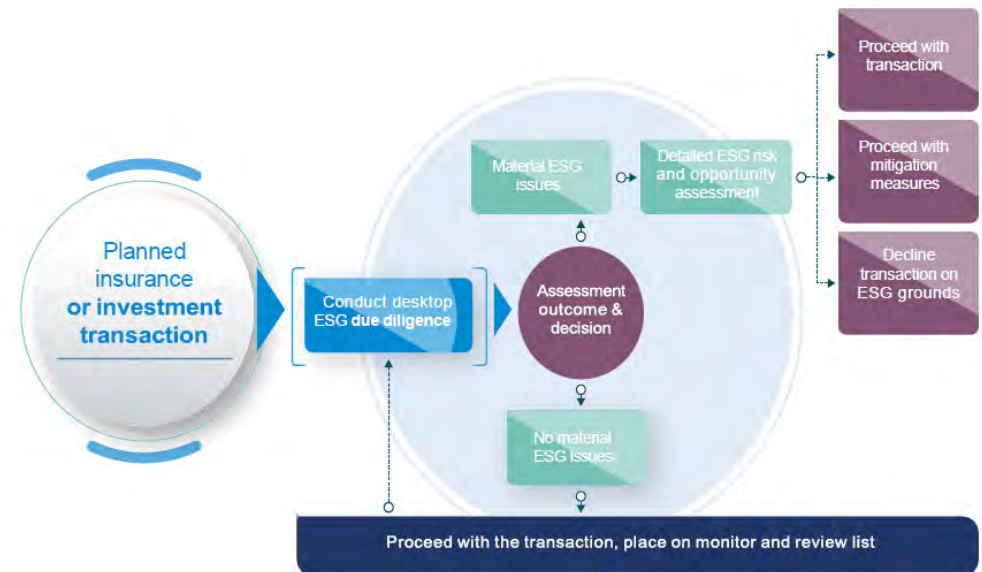 Planned
insurance
or investment
transaction
Conduct desktop
ESG due diligence
Assessment
outcome &
decision
Material ESG
issues
Detailed ESG risk
and opportunity
assessment
Proceed with
transaction
Proceed with
mitigation
measures
Decline
transaction on
ESG grounds
No material
ESG Issues
Proceed with the transaction, place on monitor and review list